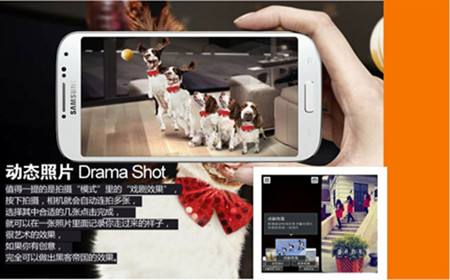 SAMSUNG
动态照片 Drama Shot
值得一提的是拍摄“模式”里的“戏剧效果”，
按下拍摄，相机就会自动连拍多张，
选择其中合适的几张点击完成，
就可以在一张照片里面记录你走过来的样子，
很艺术的效果，
如果你有创意，
完全可以做出黑客帝国的效果。